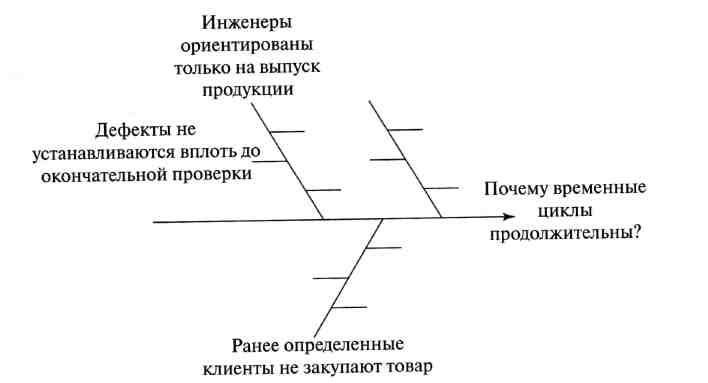 Инженеры
ориентированы
только на выпуск
продукции
Дефекты не
устанавливаются вплоть до
окончательной проверки
Почему временные
циклы
продолжительны?
Ранее определенные
клиенты не закупают товар